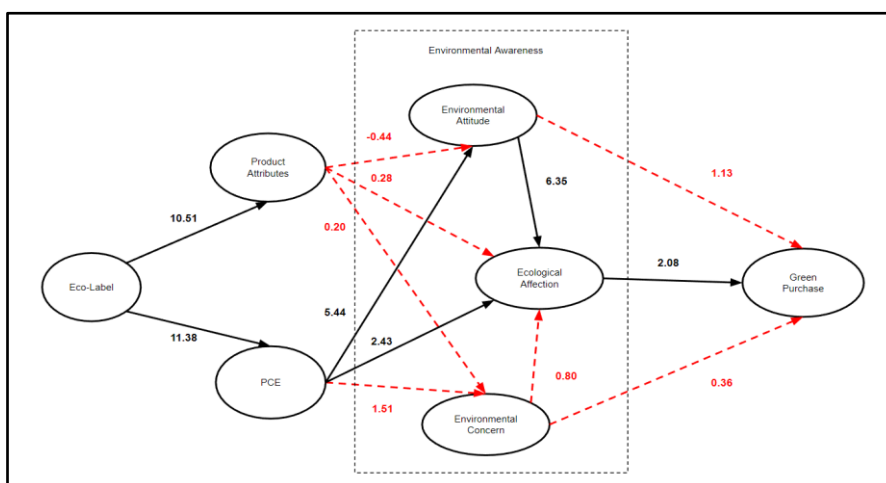 Environmental Awareness
Environmental
Attitude
-0.44
Product
Attributes
0.28
6.35
1.13
10.51
0.20
Eco-Label
Ecological
Affection
2.08
Green
Purchase
5.44
11.38
2.43
PCE
0.80
0.36
1.51
Environmental
Concern